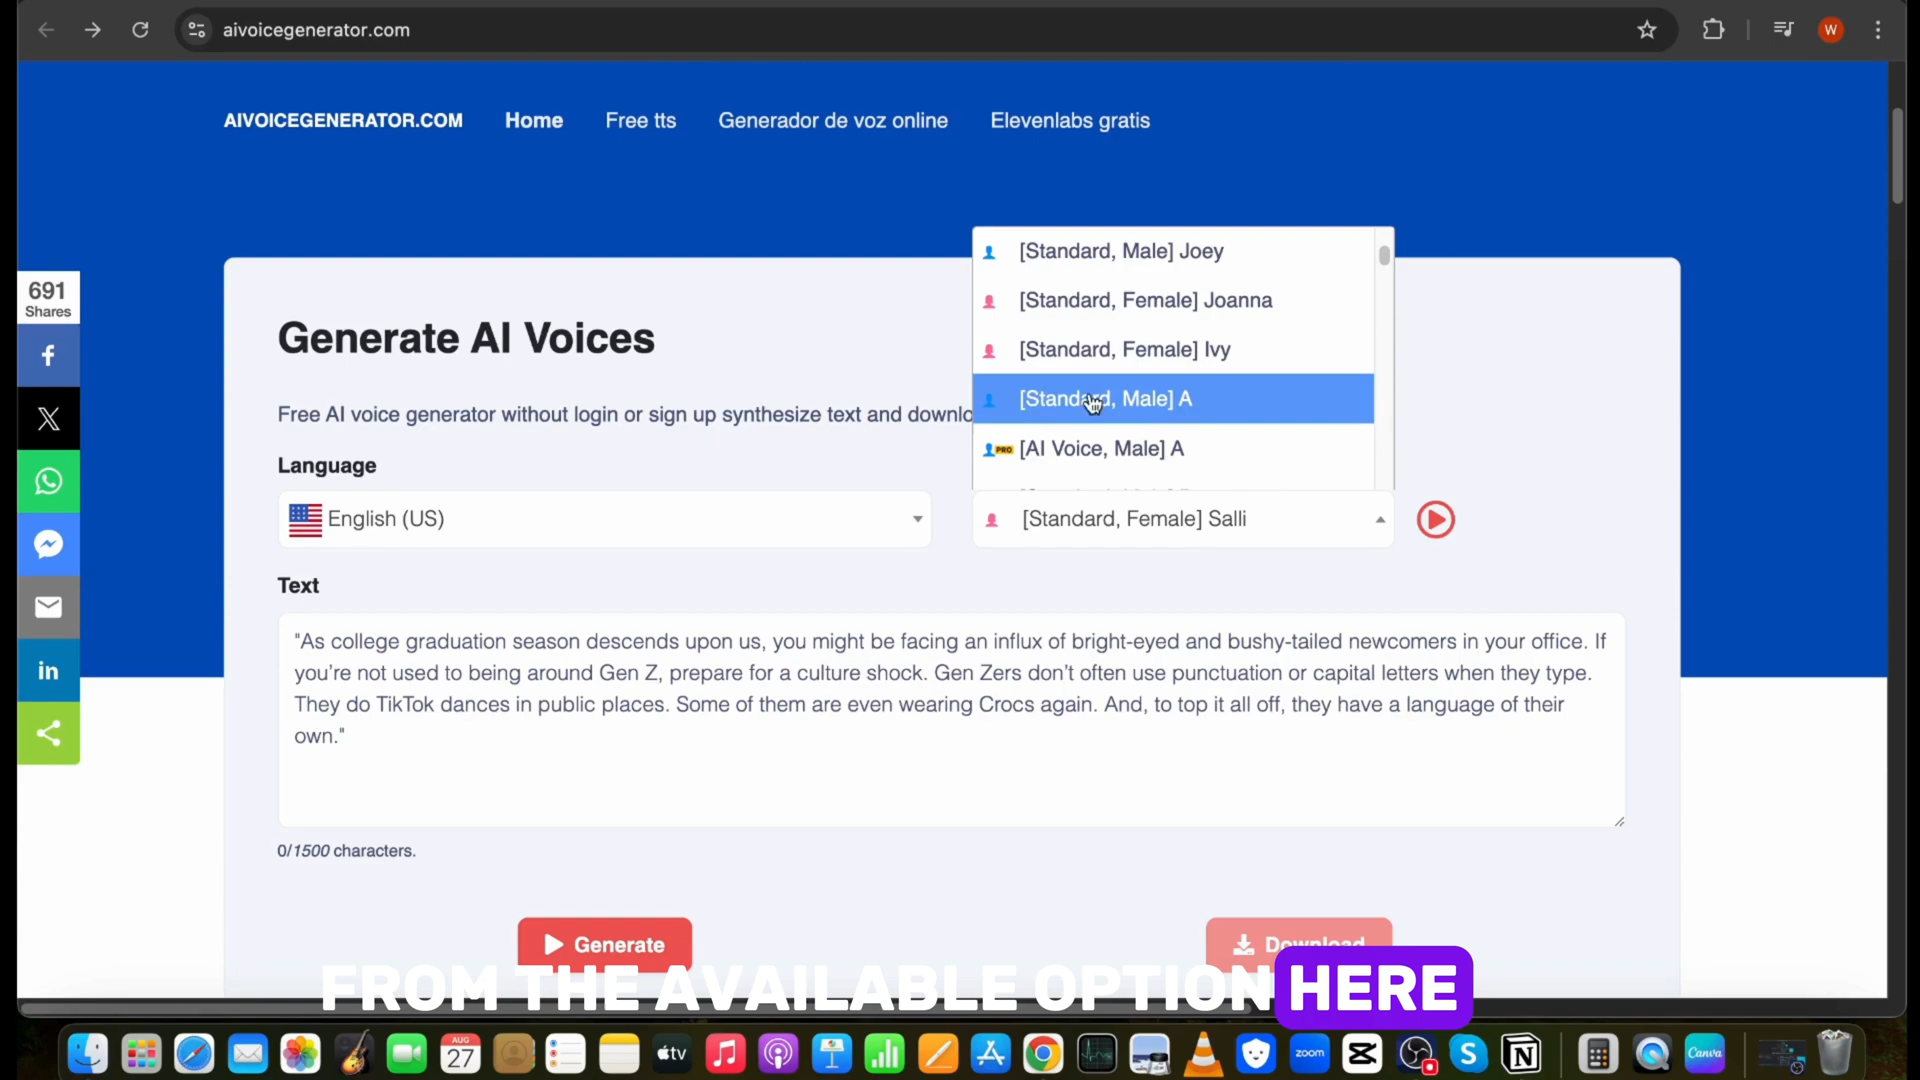 aivoicegenerator.com
W
AIVOICEGENERATOR.COM Home Free tts Generador de voz online Elevenlabs gratis
[Standard, Male] Joey
[Standard, Female] Joanna
[Standard, Female] Ivy
[Standard, Male] A
PRO [AI Voice, Male] A
691
Shares
Generate AI Voices
Free AI voice generator without login or sign up synthesize text and downlo
Language
English (US)
[Standard, Female] Salli
Text
"As college graduation season descends upon us, you might be facing an influx of bright-eyed and bushy-tailed newcomers in your office. If
you're not used to being around Gen Z, prepare for a culture shock. Gen Zers don't often use punctuation or capital letters when they type.
They do TikTok dances in public places. Some of them are even wearing Crocs again. And, to top it all off, they have a language of their
own."
0/1500 characters.
Generate
Download
FROM THE AVAILABLE OPTION HERE
AUG
27
tv
zoom
Canva